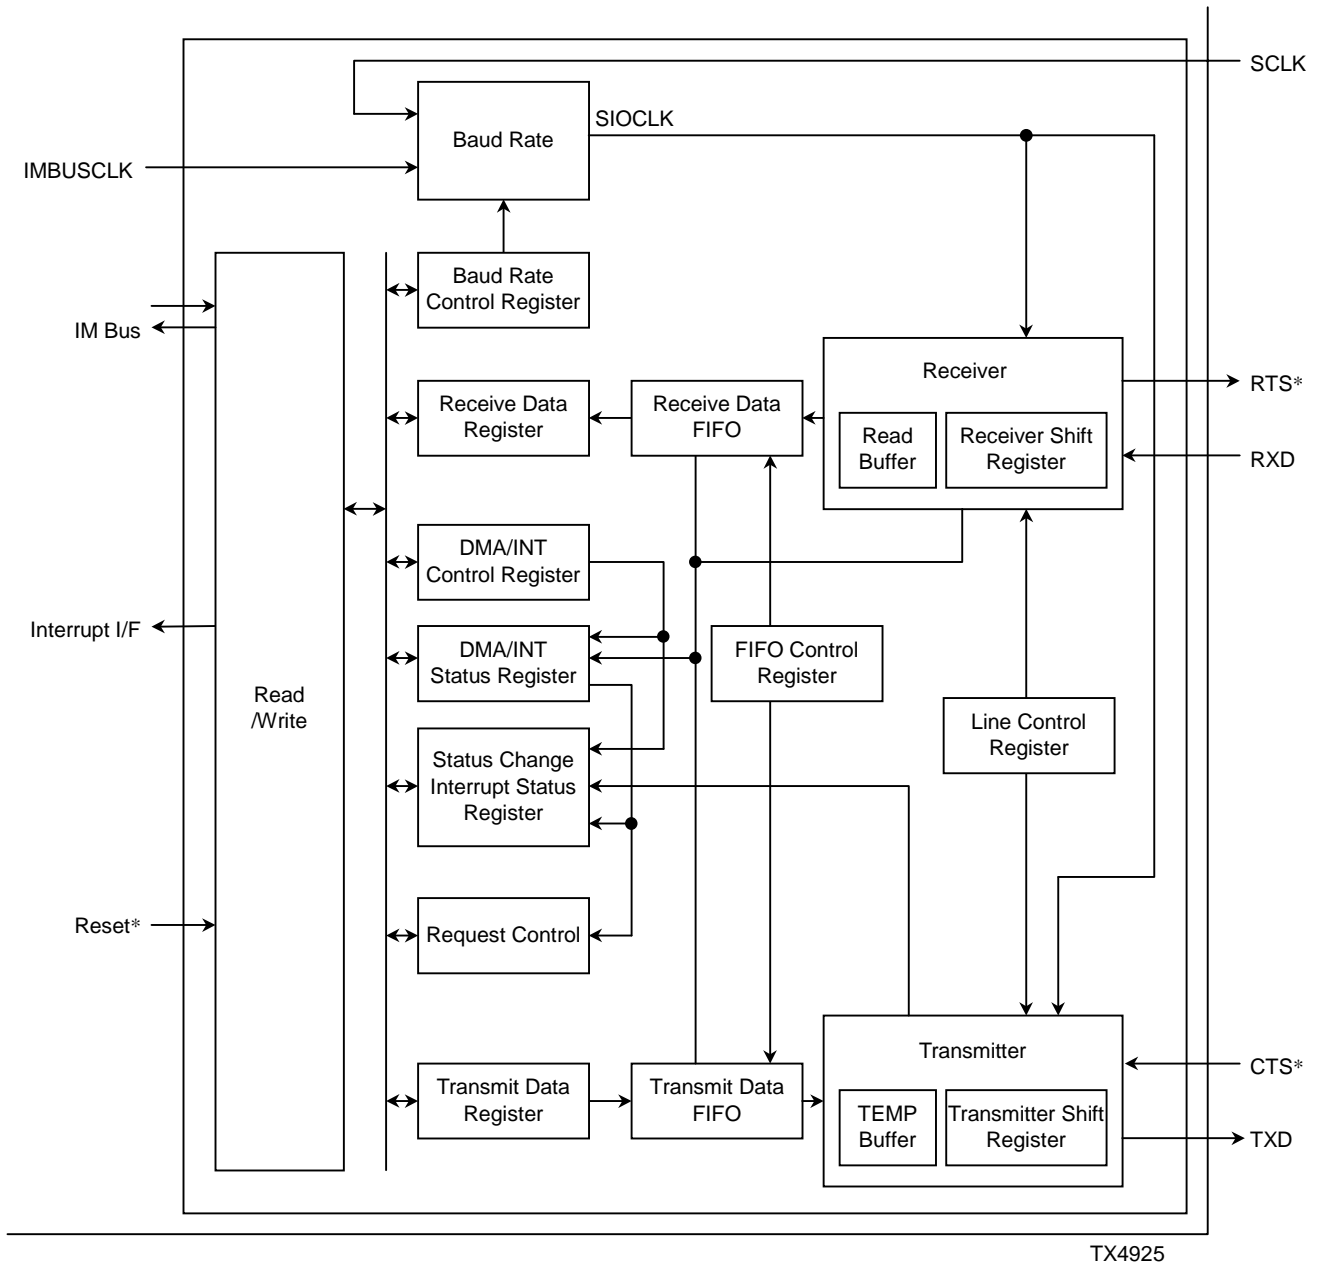 SCLK
SIOCLK
Baud Rate
IMBUSCLK
Baud Rate
Control Register
IM Bus
Receiver
RTS*
Receive Data
Register
Receive Data
FIFO
Read
Buffer
Receiver Shift
Register
RXD
DMA/INT
Control Register
Interrupt I/F
DMA/INT
Status Register
FIFO Control
Register
Read
/Write
Line Control
Register
Status Change
Interrupt Status
Register
Reset*
Request Control
Transmitter
CTS*
Transmit Data
Register
Transmit Data
FIFO
TEMP
Buffer
Transmitter Shift
Register
TXD
TX4925